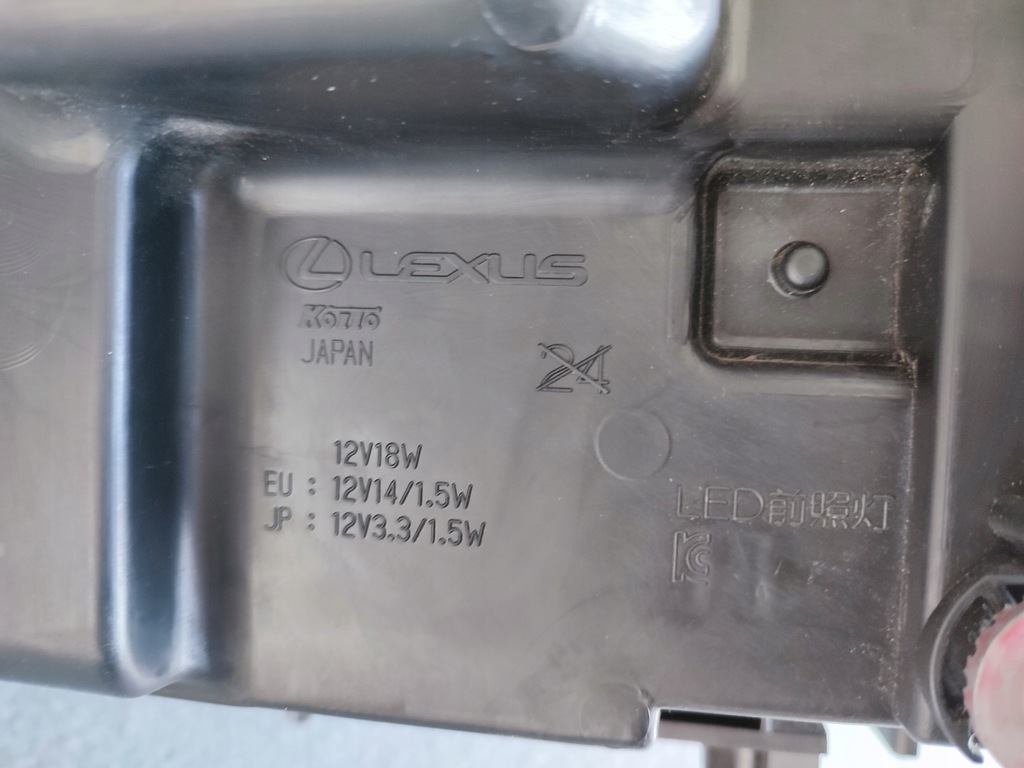 LEXUS
KOITO
JAPAN
24
12V18W
EU : 12V14/1.5W
JP : 12V3.3/1.5W
LED前照灯